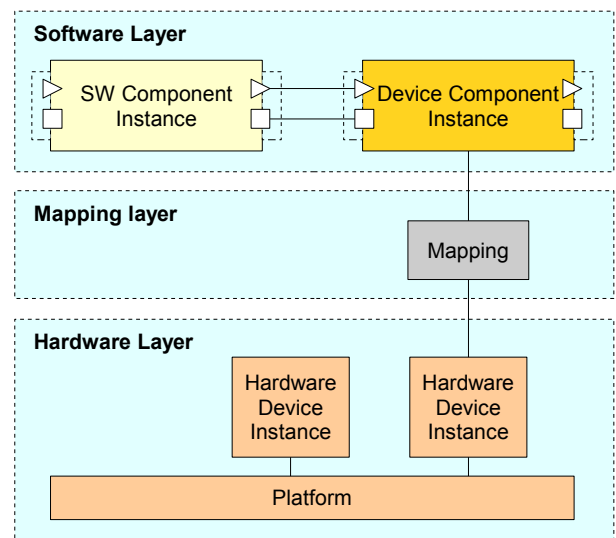 Software Layer
SW Component
Instance
Device Component
Instance
Mapping layer
Mapping
Hardware Layer
Hardware
Device
Instance
Hardware
Device
Instance
Platform